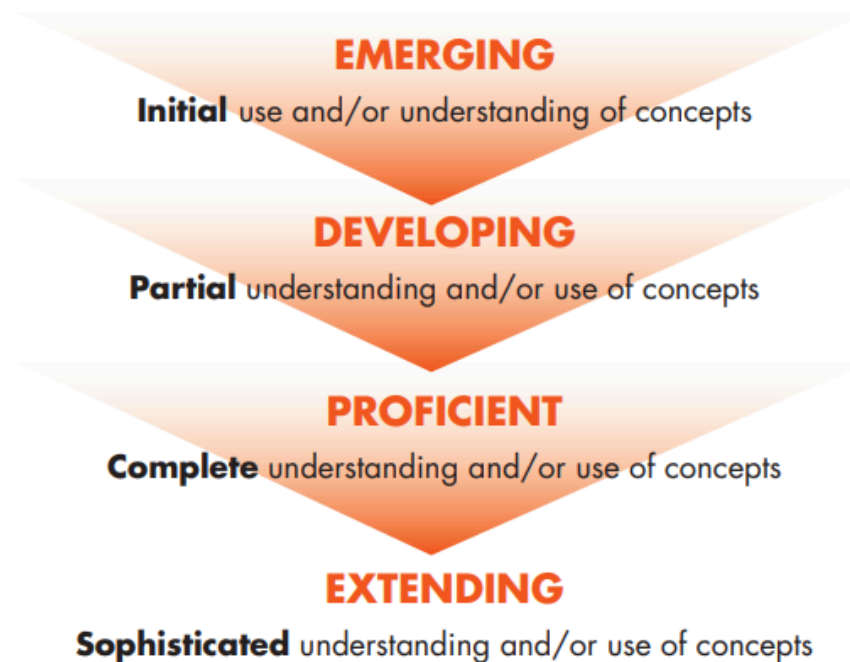 EMERGING
Initial use and/or understanding of concepts
DEVELOPING
Partial understanding and/or use of concepts
PROFICIENT
Complete understanding and/or use of concepts
EXTENDING
Sophisticated understanding and/or use of concepts